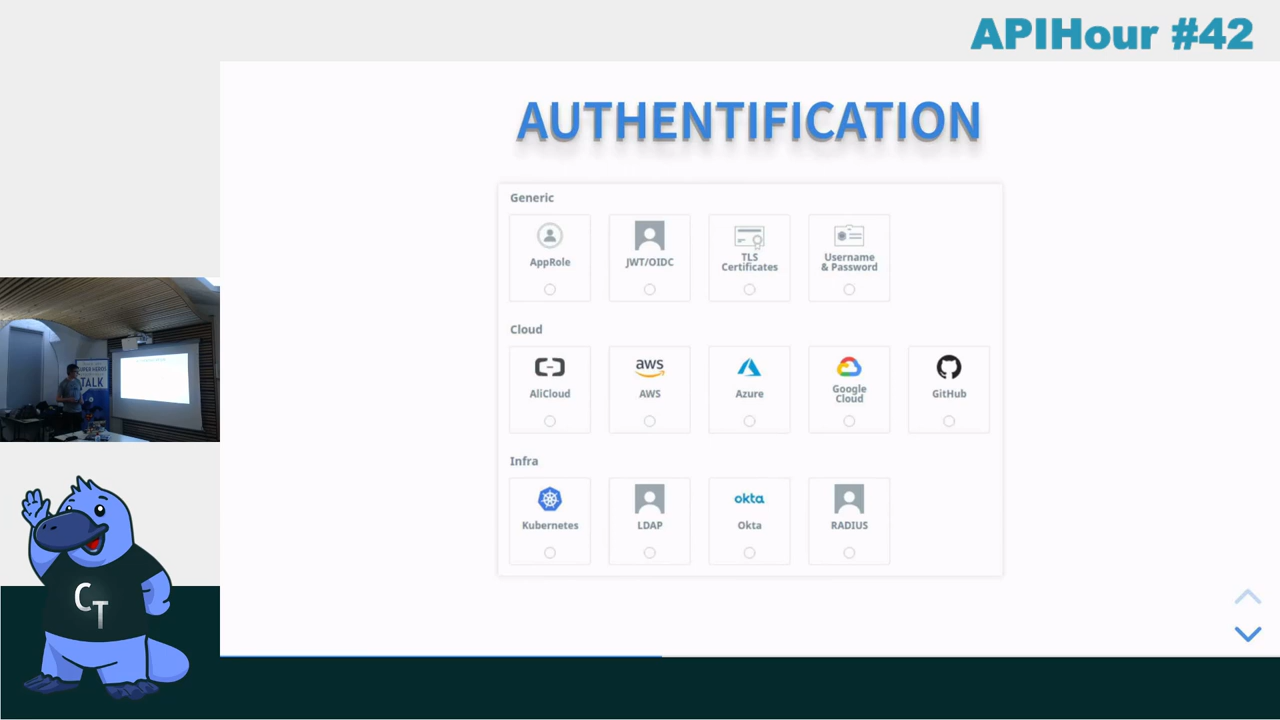 APIHour #42
AUTHENTIFICATION
Generic
AppRole
JWT/OIDC
TLS
Certificates
Username
& Password
Cloud
AliCloud
aws
AWS
Azure
Google
Cloud
GitHub
Infra
Kubernetes
LDAP
okta
Okta
RADIUS
TALK
CT